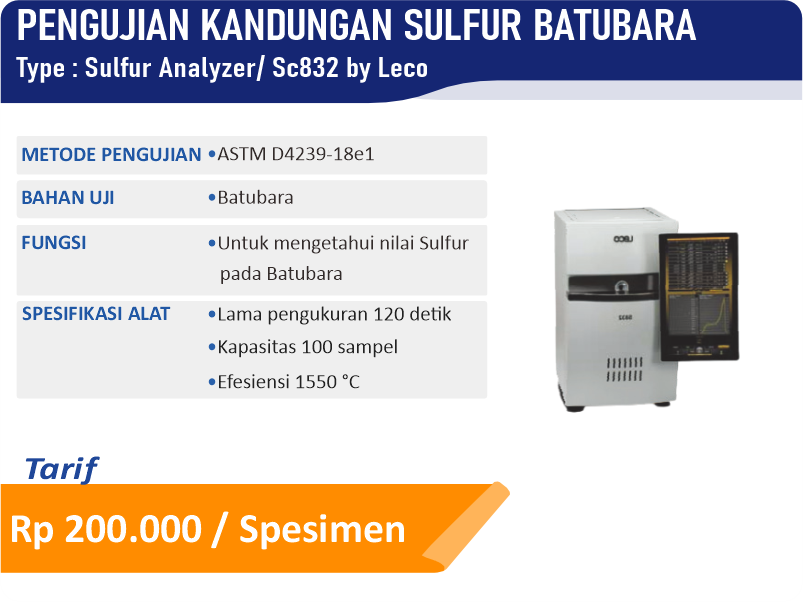 PENGUJIAN KANDUNGAN SULFUR BATUBARA
Type : Sulfur Analyzer/ Sc832 by Leco
METODE PENGUJIAN •ASTM D4239-18e1
BAHAN UJI •Batubara
FUNGSI •Untuk mengetahui nilai Sulfur
pada Batubara
SPESIFIKASI ALAT •Lama pengukuran 120 detik
•Kapasitas 100 sampel
•Efesiensi 1550 °C
Tarif
Rp 200.000 / Spesimen